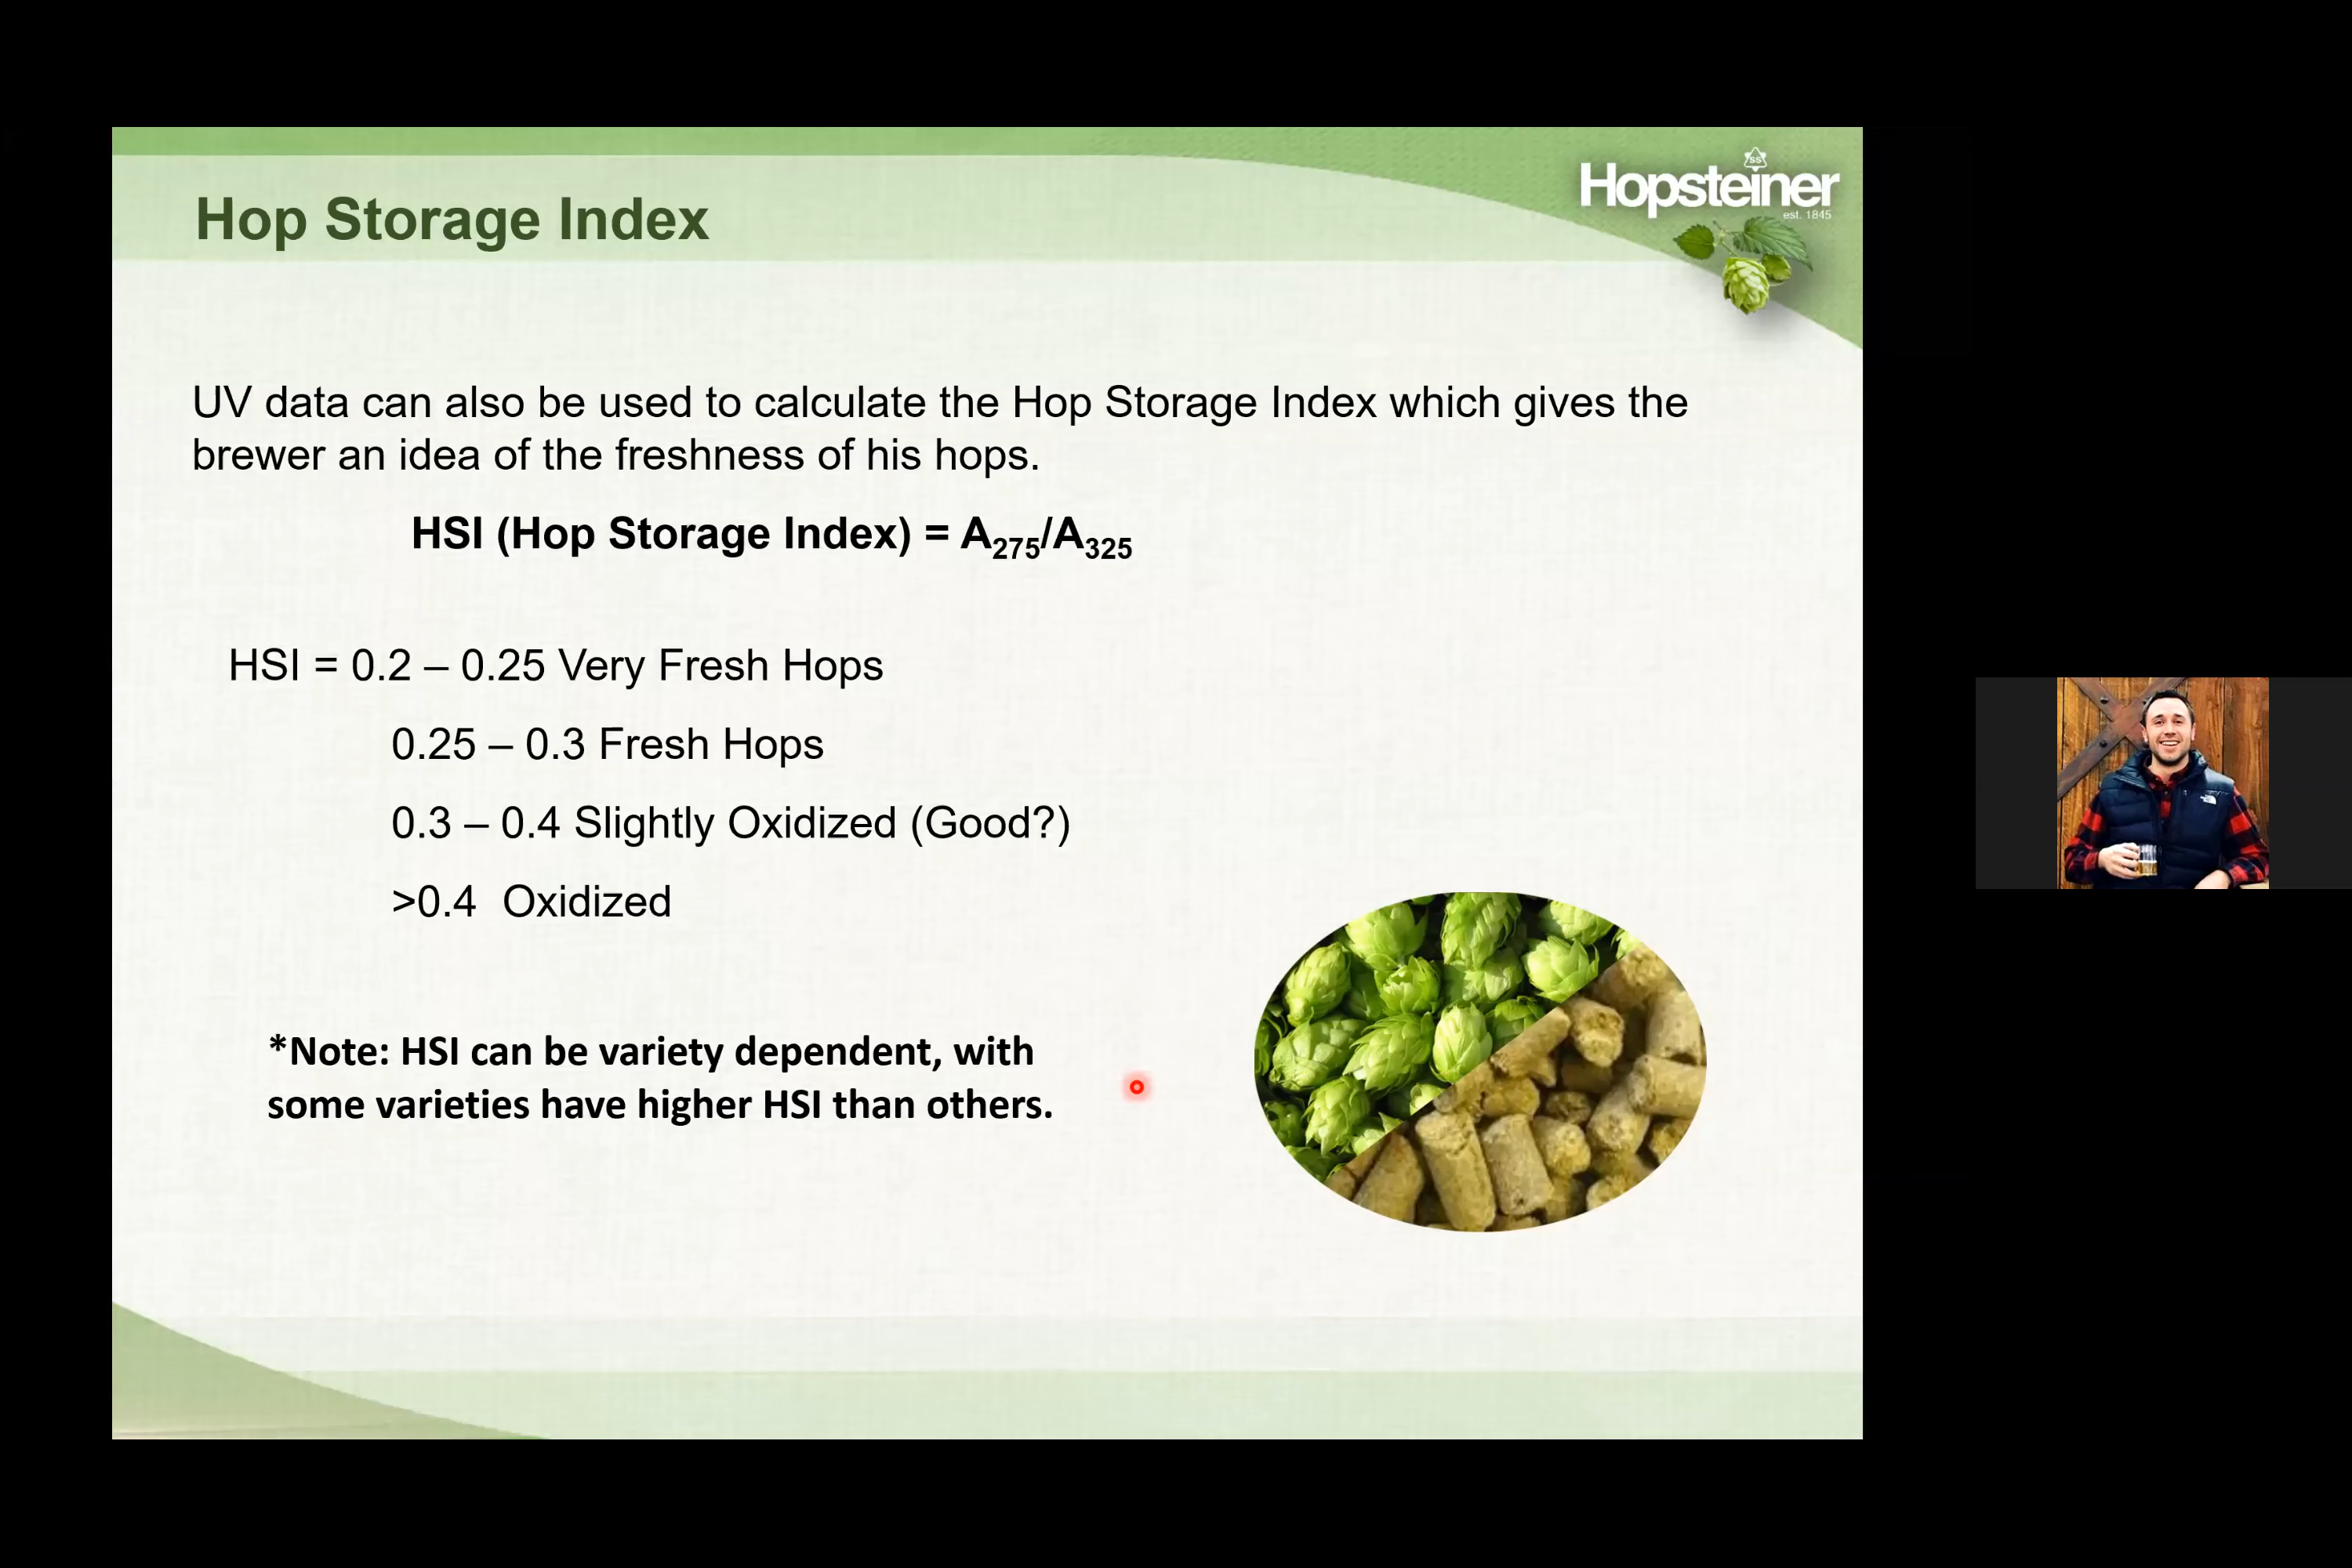 Hopsteiner
est. 1845
SS
Hop Storage Index
UV data can also be used to calculate the Hop Storage Index which gives the
brewer an idea of the freshness of his hops.
HSI (Hop Storage Index) = A₂₇₅/A₃₂₅
HSI = 0.2 – 0.25 Very Fresh Hops
0.25 – 0.3 Fresh Hops
0.3 – 0.4 Slightly Oxidized (Good?)
>0.4 Oxidized
*Note: HSI can be variety dependent, with
some varieties have higher HSI than others.